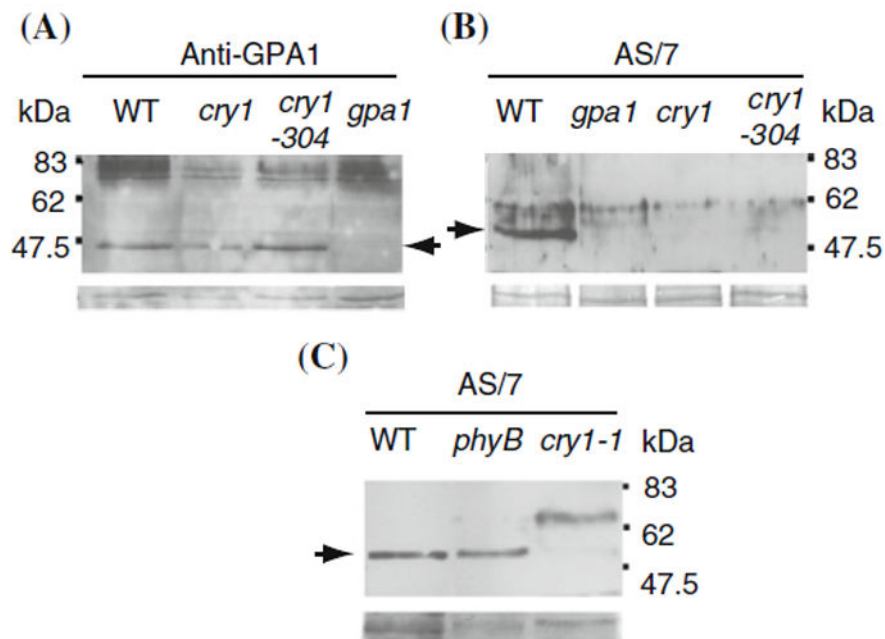 (A)
Anti-GPA1
kDa WT cry1 cry1-304 gpa1
83
62
47.5
(B)
AS/7
WT gpa1 cry1 cry1-304 kDa
83
62
47.5
(C)
AS/7
WT phyB cry1-1 kDa
83
62
47.5